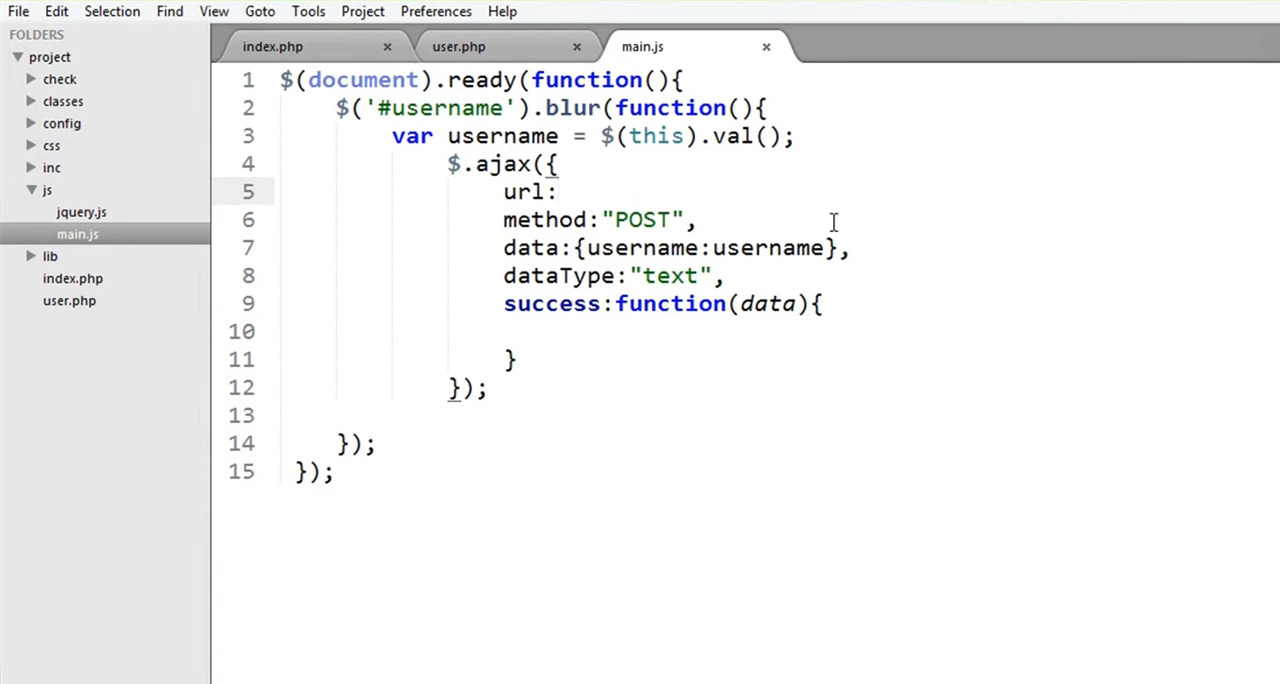 File Edit Selection Find View Goto Tools Project Preferences Help
FOLDERS
project
check
classes
config
css
inc
js
jquery.js
main.js
lib
index.php
user.php
index.php × user.php × main.js ×
1 $(document).ready(function(){
2 $('#username').blur(function(){
3 var username = $(this).val();
4 $.ajax({
5 url:
6 method:"POST",
7 data:{username:username},
8 dataType:"text",
9 success:function(data){
10
11 }
12 });
13
14 });
15 });